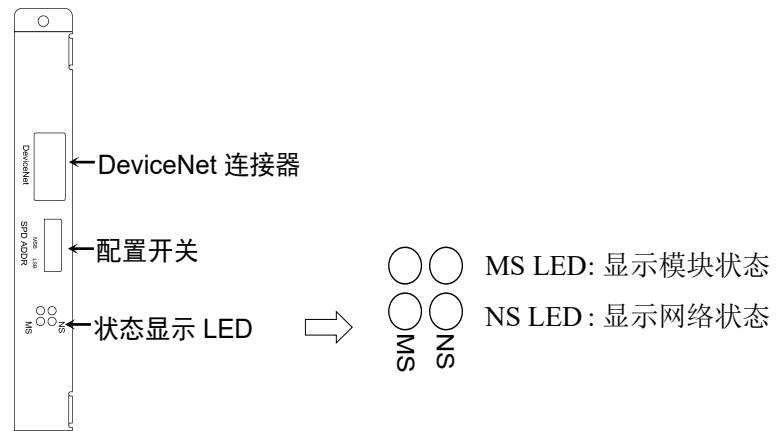 DeviceNet
DeviceNet 连接器
SPD ADDR
MSB
LSB
配置开关
MS
NS
状态显示 LED
MS LED: 显示模块状态
NS LED : 显示网络状态
MS
NS